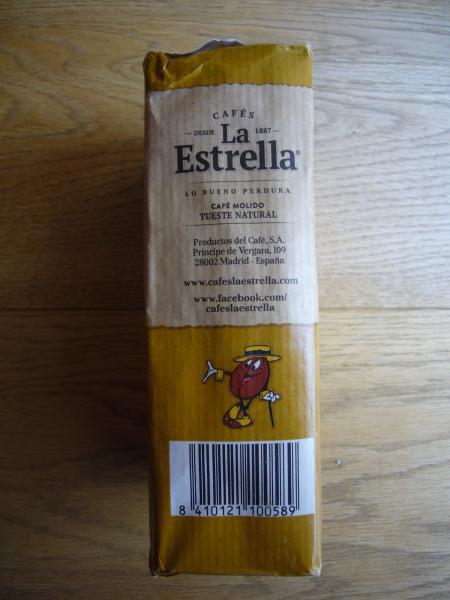 CAFÉS
DESDE La 1887
Estrella®
LO BUENO PERDURA
CAFÉ MOLIDO
TUESTE NATURAL
Productos del Café, S.A.
Príncipe de Vergara, 109
28002 Madrid - España
www.cafeslaestrella.com
www.facebook.com/
cafeslaestrella
8 410121 100589